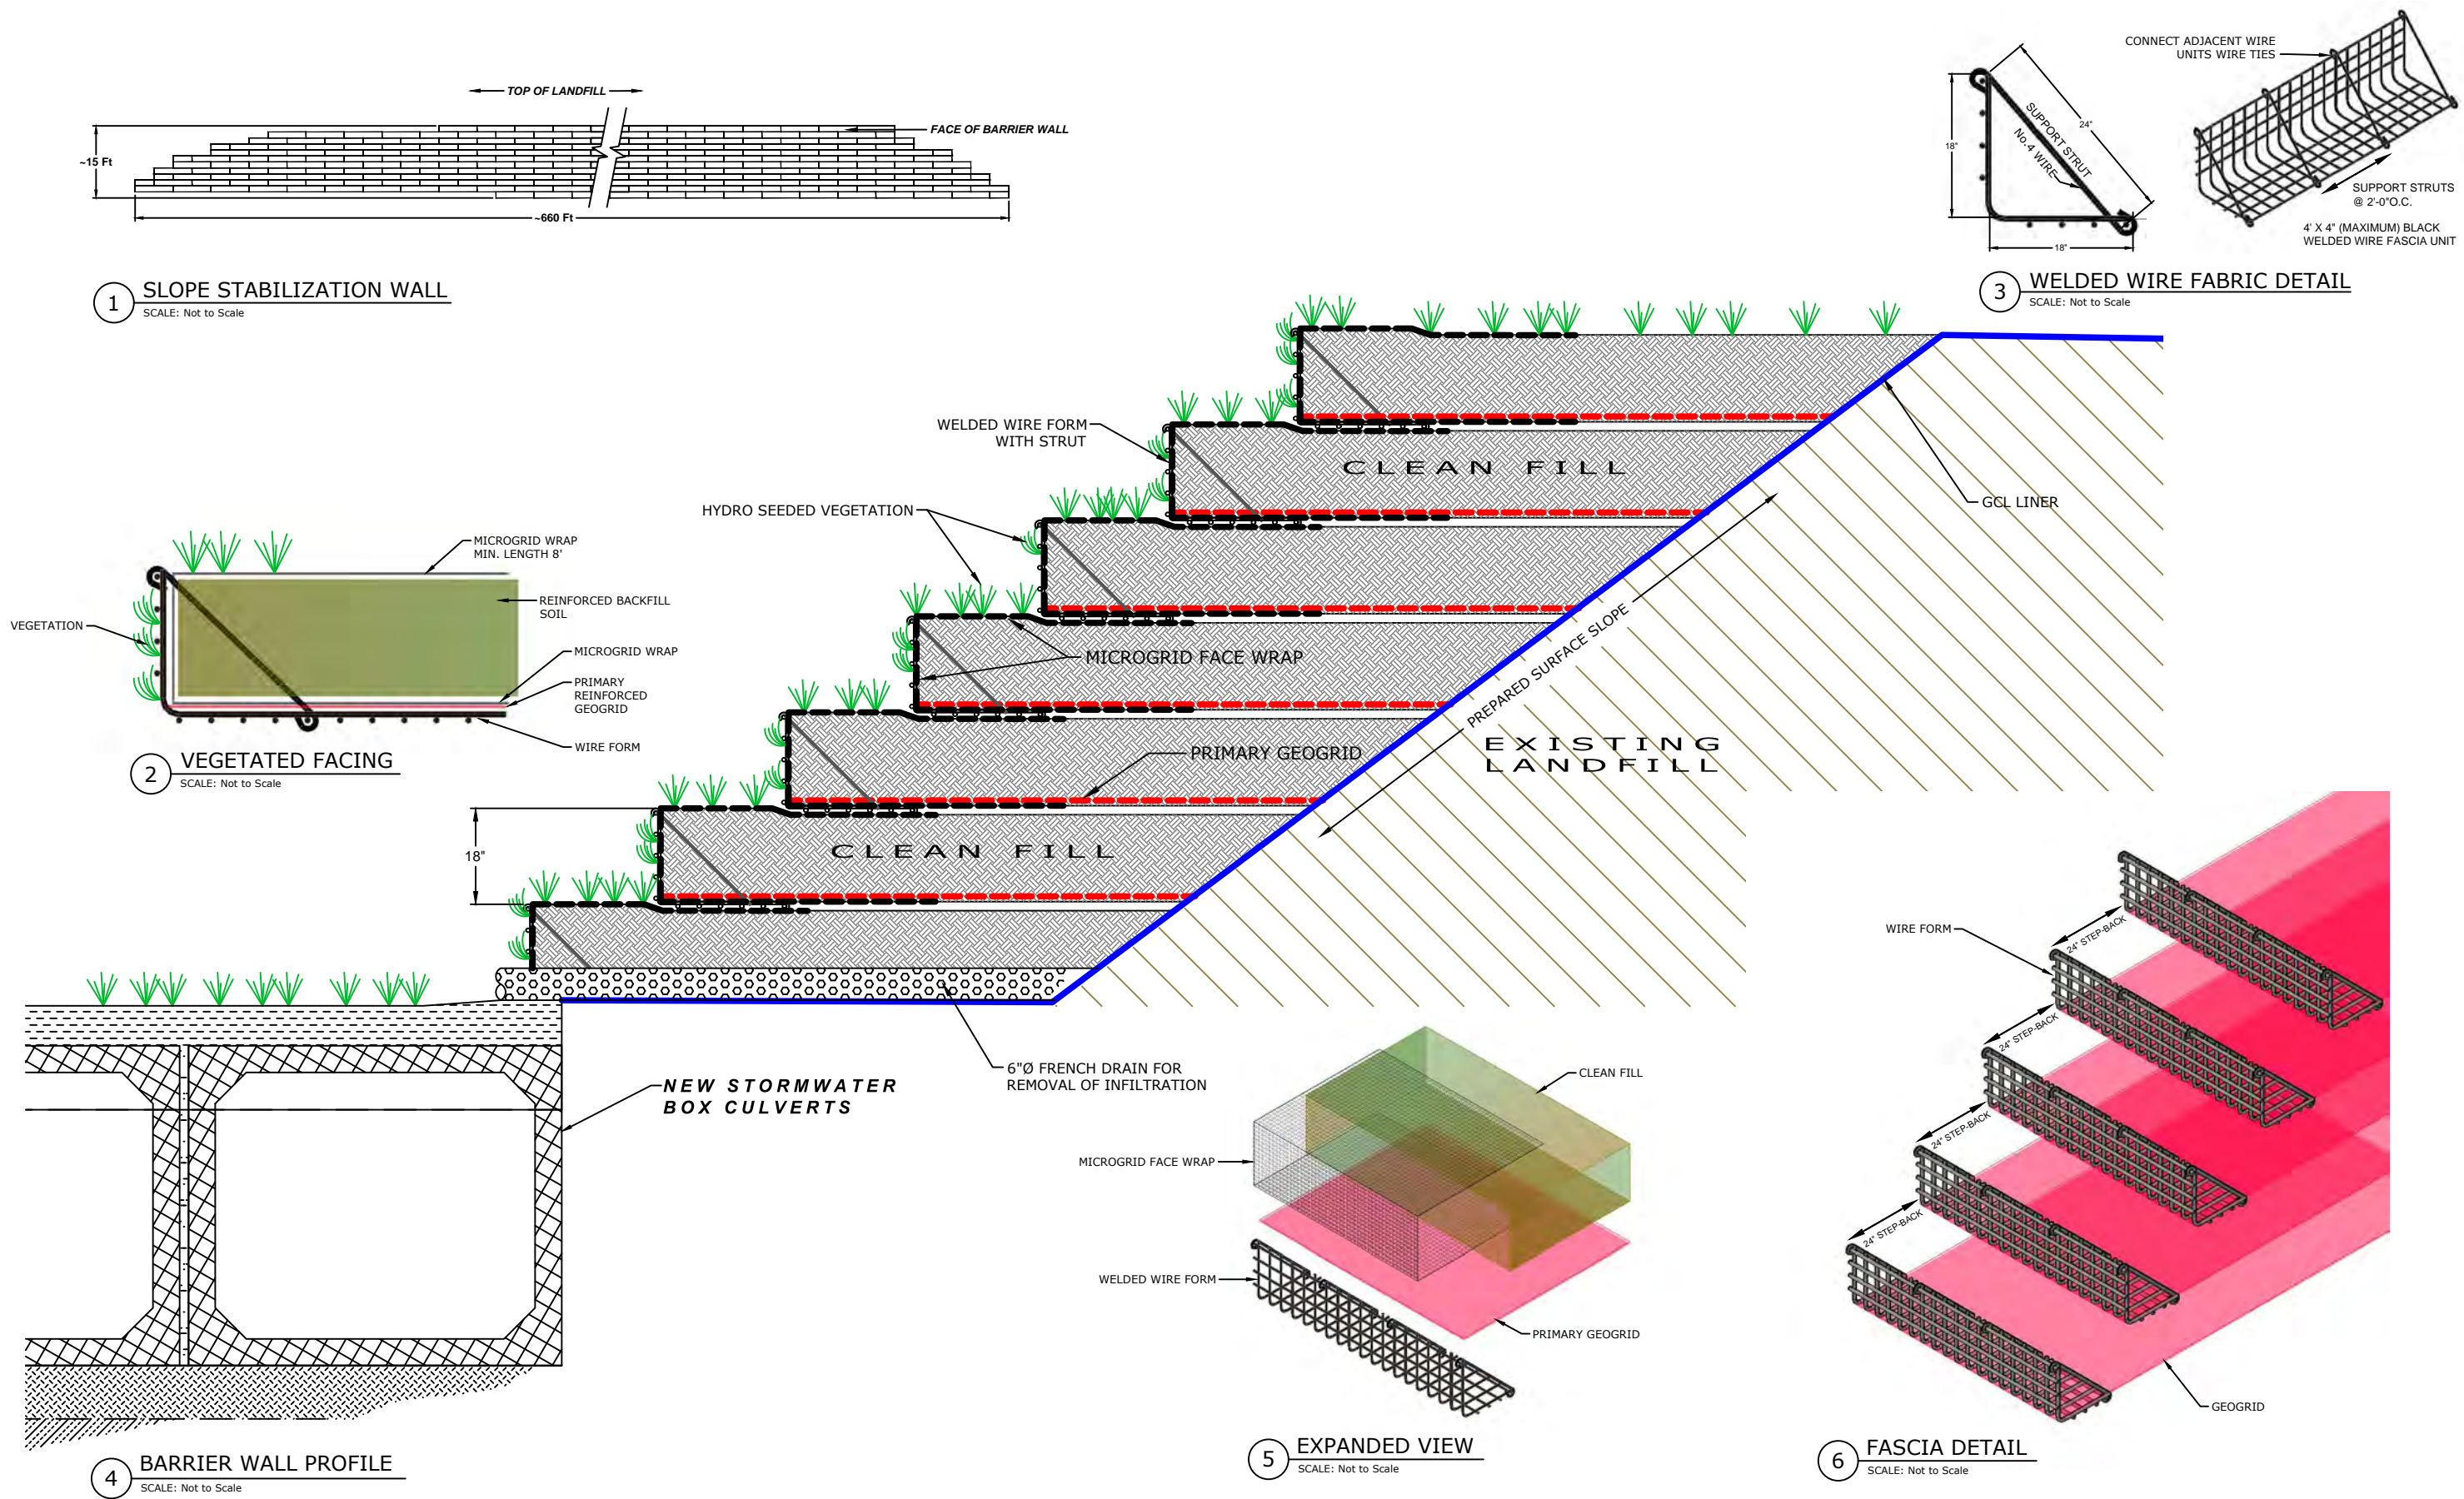 TOP OF LANDFILL
FACE OF BARRIER WALL
~15 Ft
~660 Ft
1
SLOPE STABILIZATION WALL
SCALE: Not to Scale
CONNECT ADJACENT WIRE
UNITS WIRE TIES
18"
SUPPORT STRUT
No.4 WIRE
24"
18"
SUPPORT STRUTS
@ 2'-0"O.C.
4' X 4" (MAXIMUM) BLACK
WELDED WIRE FASCIA UNIT
3
WELDED WIRE FABRIC DETAIL
SCALE: Not to Scale
MICROGRID WRAP
MIN. LENGTH 8'
REINFORCED BACKFILL
SOIL
VEGETATION
MICROGRID WRAP
PRIMARY
REINFORCED
GEOGRID
WIRE FORM
2
VEGETATED FACING
SCALE: Not to Scale
WELDED WIRE FORM
WITH STRUT
CLEAN FILL
HYDRO SEEDED VEGETATION
GCL LINER
MICROGRID FACE WRAP
PREPARED SURFACE SLOPE
PRIMARY GEOGRID
EXISTING
LANDFILL
18"
CLEAN FILL
6"Ø FRENCH DRAIN FOR
REMOVAL OF INFILTRATION
NEW STORMWATER
BOX CULVERTS
4
BARRIER WALL PROFILE
SCALE: Not to Scale
CLEAN FILL
MICROGRID FACE WRAP
WELDED WIRE FORM
PRIMARY GEOGRID
5
EXPANDED VIEW
SCALE: Not to Scale
WIRE FORM
24" STEP-BACK
24" STEP-BACK
24" STEP-BACK
24" STEP-BACK
GEOGRID
6
FASCIA DETAIL
SCALE: Not to Scale